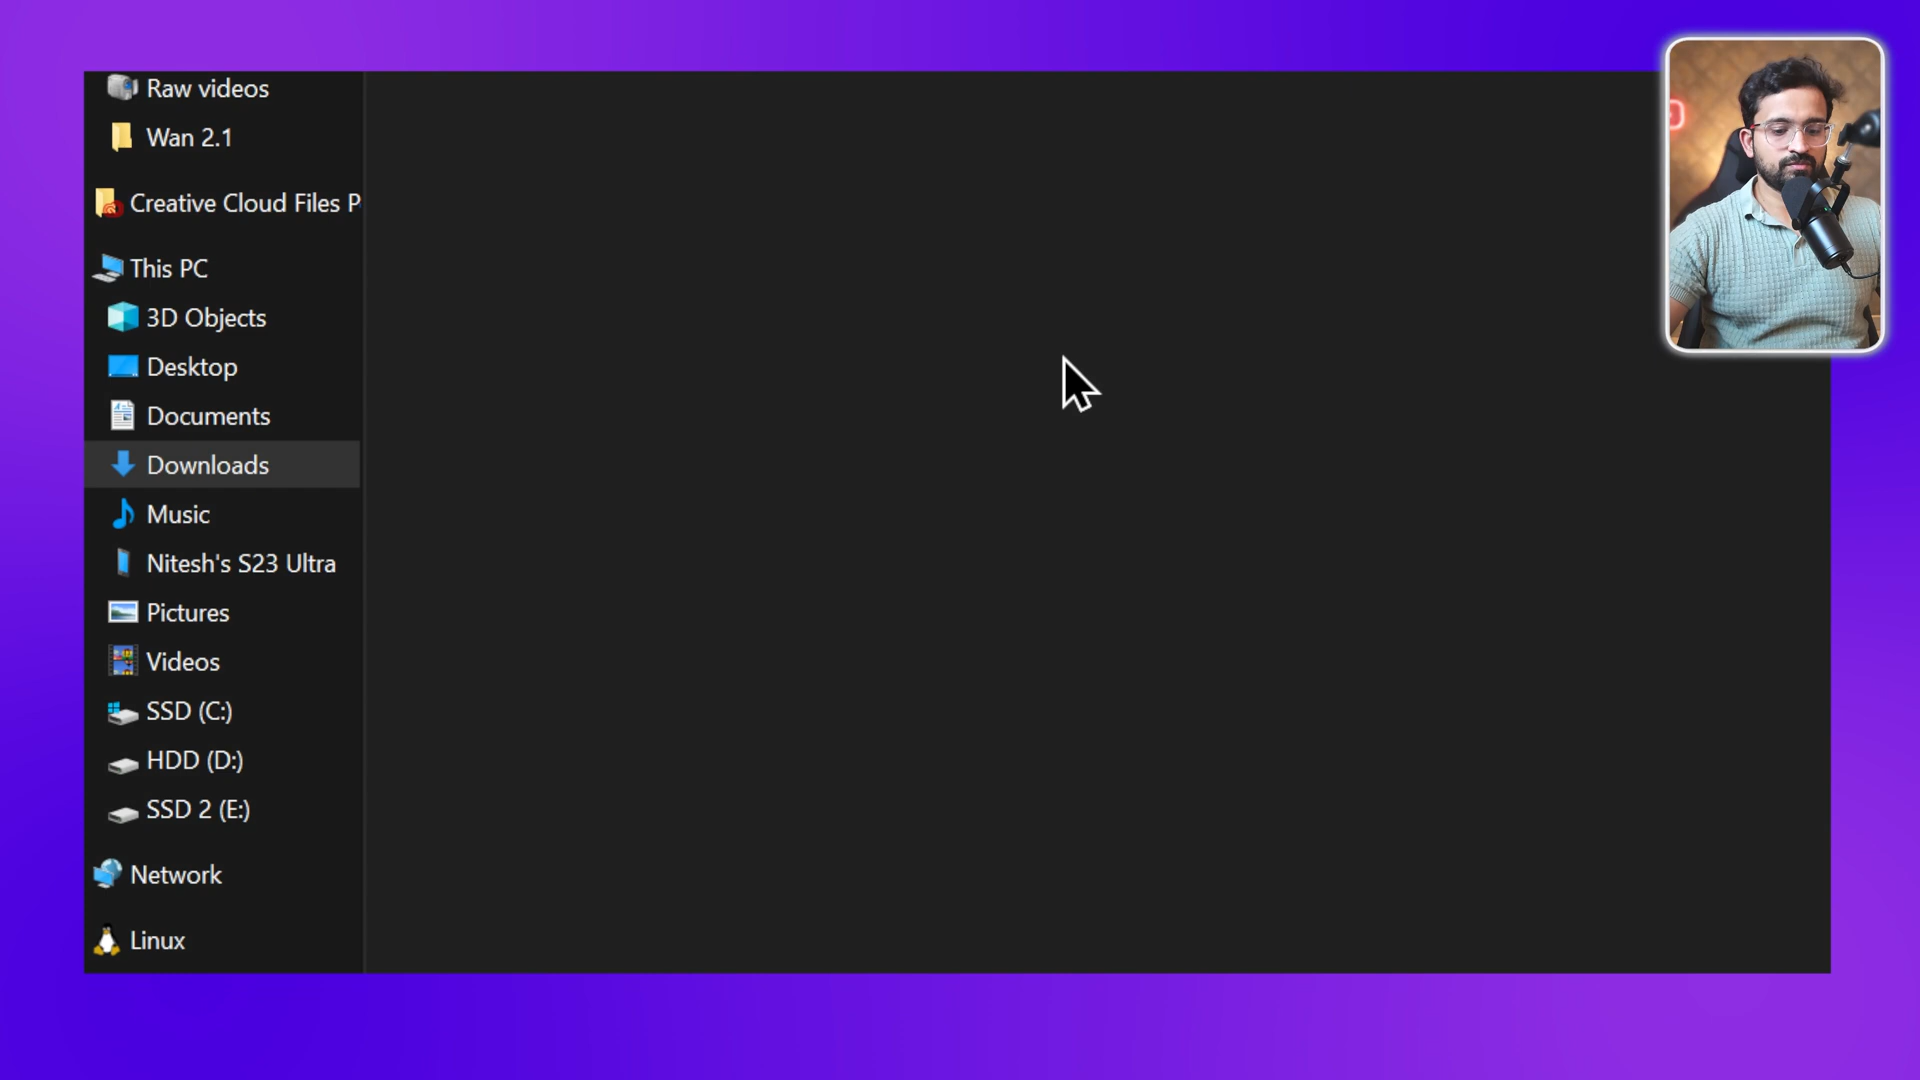 Raw videos
Wan 2.1
Creative Cloud Files P
This PC
3D Objects
Desktop
Documents
Downloads
Music
Nitesh's S23 Ultra
Pictures
Videos
SSD (C:)
HDD (D:)
SSD 2 (E:)
Network
Linux